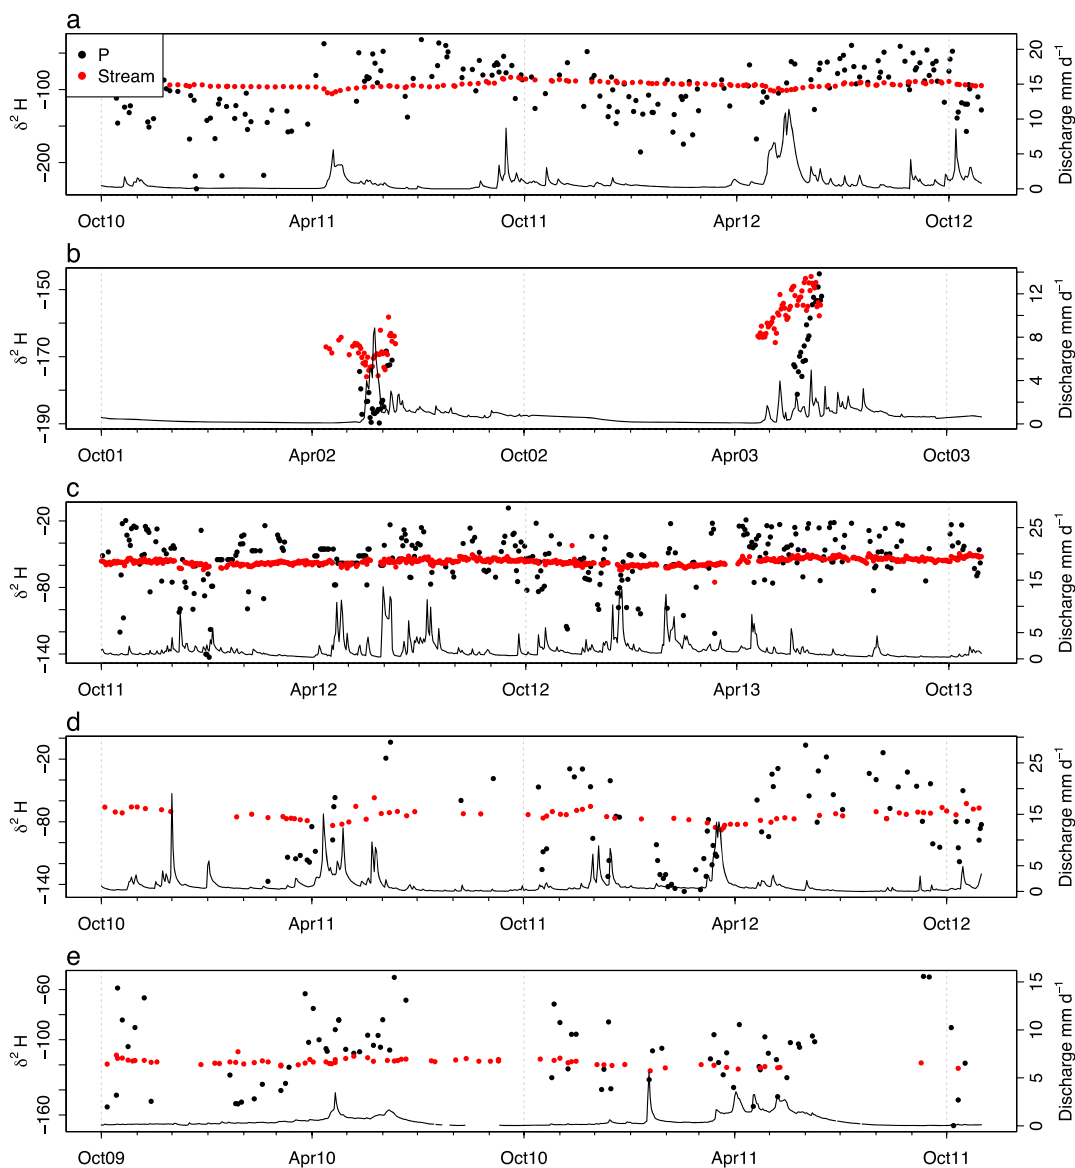 a
P
Stream
δ² H
−100
−200
20
15
10
5
0
Discharge mm d⁻¹
Oct10 Apr11 Oct11 Apr12 Oct12
b
δ² H
−150
−170
−190
12
8
4
0
Discharge mm d⁻¹
Oct01 Apr02 Oct02 Apr03 Oct03
c
δ² H
−20
−80
−140
25
15
5
0
Discharge mm d⁻¹
Oct11 Apr12 Oct12 Apr13 Oct13
d
δ² H
−20
−80
−140
25
15
5
0
Discharge mm d⁻¹
Oct10 Apr11 Oct11 Apr12 Oct12
e
δ² H
−60
−100
−160
15
10
5
0
Discharge mm d⁻¹
Oct09 Apr10 Oct10 Apr11 Oct11